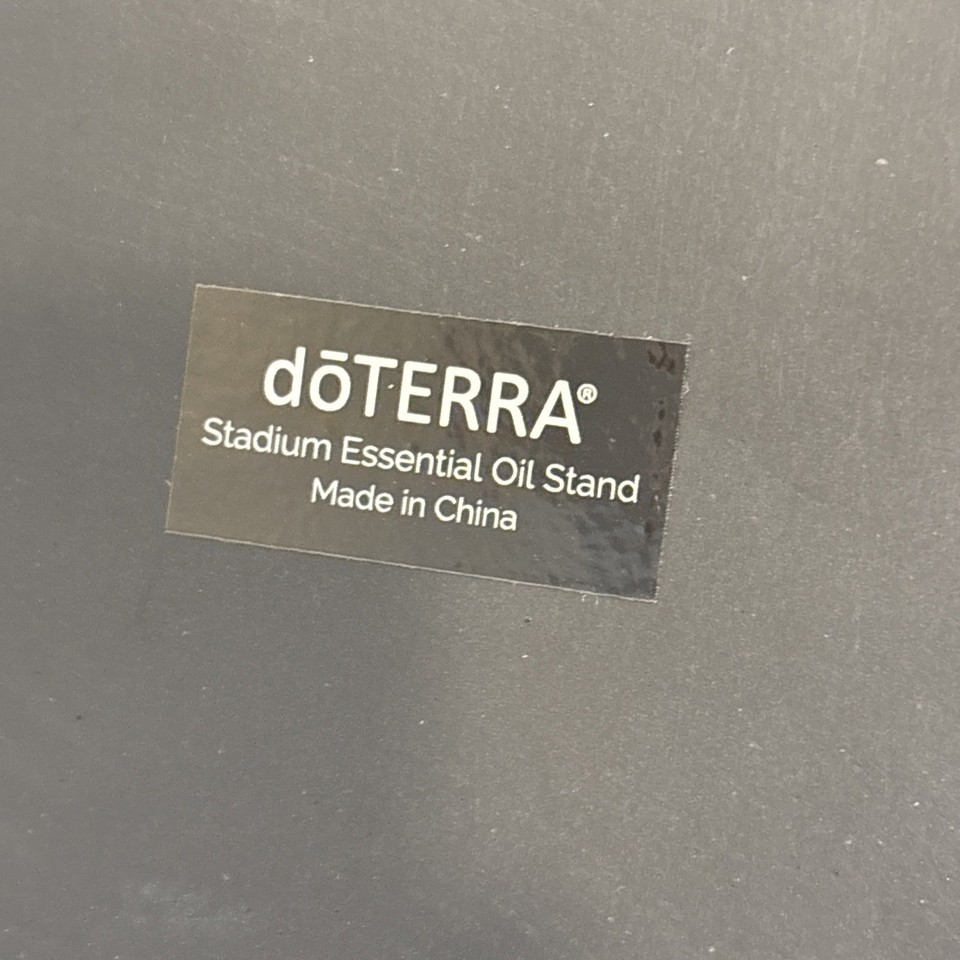 dōTERRA®
Stadium Essential Oil Stand
Made in China